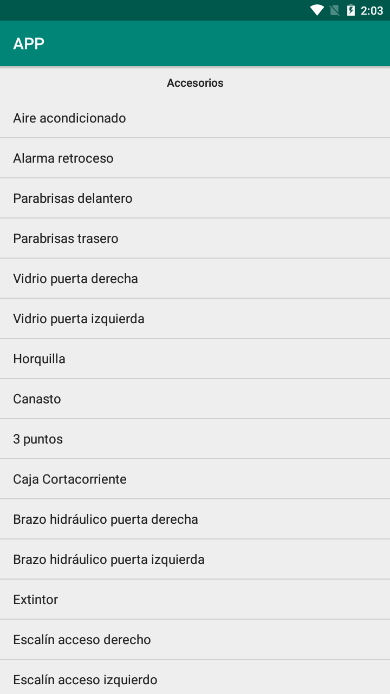 2:03
APP
Accesorios
Aire acondicionado
Alarma retroceso
Parabrisas delantero
Parabrisas trasero
Vidrio puerta derecha
Vidrio puerta izquierda
Horquilla
Canasto
3 puntos
Caja Cortacorriente
Brazo hidráulico puerta derecha
Brazo hidráulico puerta izquierda
Extintor
Escalín acceso derecho
Escalín acceso izquierdo